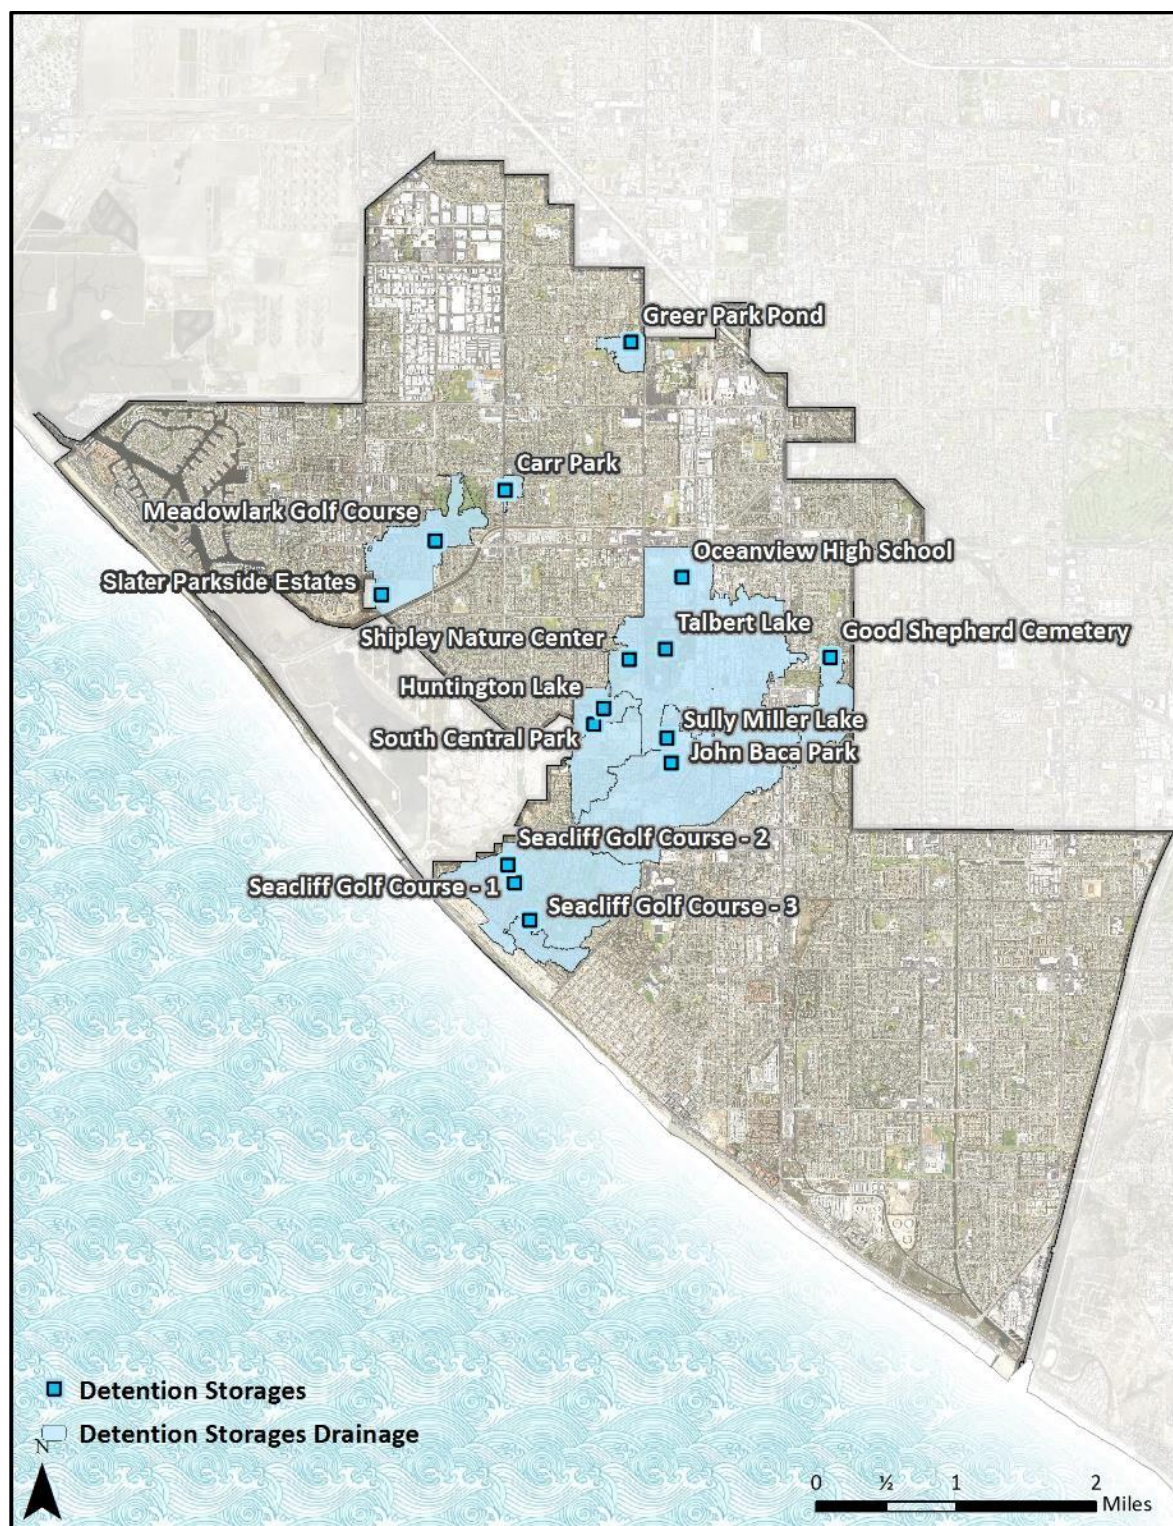 Greer Park Pond
Carr Park
Meadowlark Golf Course
Oceanview High School
Slater Parkside Estates
Talbert Lake
Good Shepherd Cemetery
Shipley Nature Center
Huntington Lake
Sully Miller Lake
South Central Park
John Baca Park
Seacliff Golf Course - 2
Seacliff Golf Course - 1
Seacliff Golf Course - 3
Detention Storages
Detention Storages Drainage
N
0 ½ 1 2
Miles